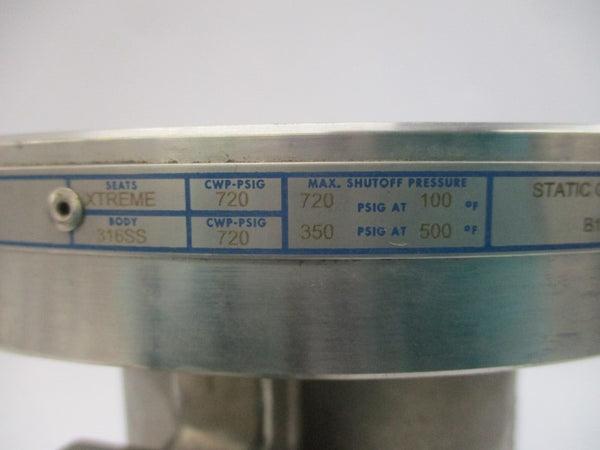 SEATS CWP-PSIG MAX. SHUTOFF PRESSURE
XTREME 720 720 PSIG AT 100 °F STATIC
BODY CWP-PSIG
316SS 720 350 PSIG AT 500 °F